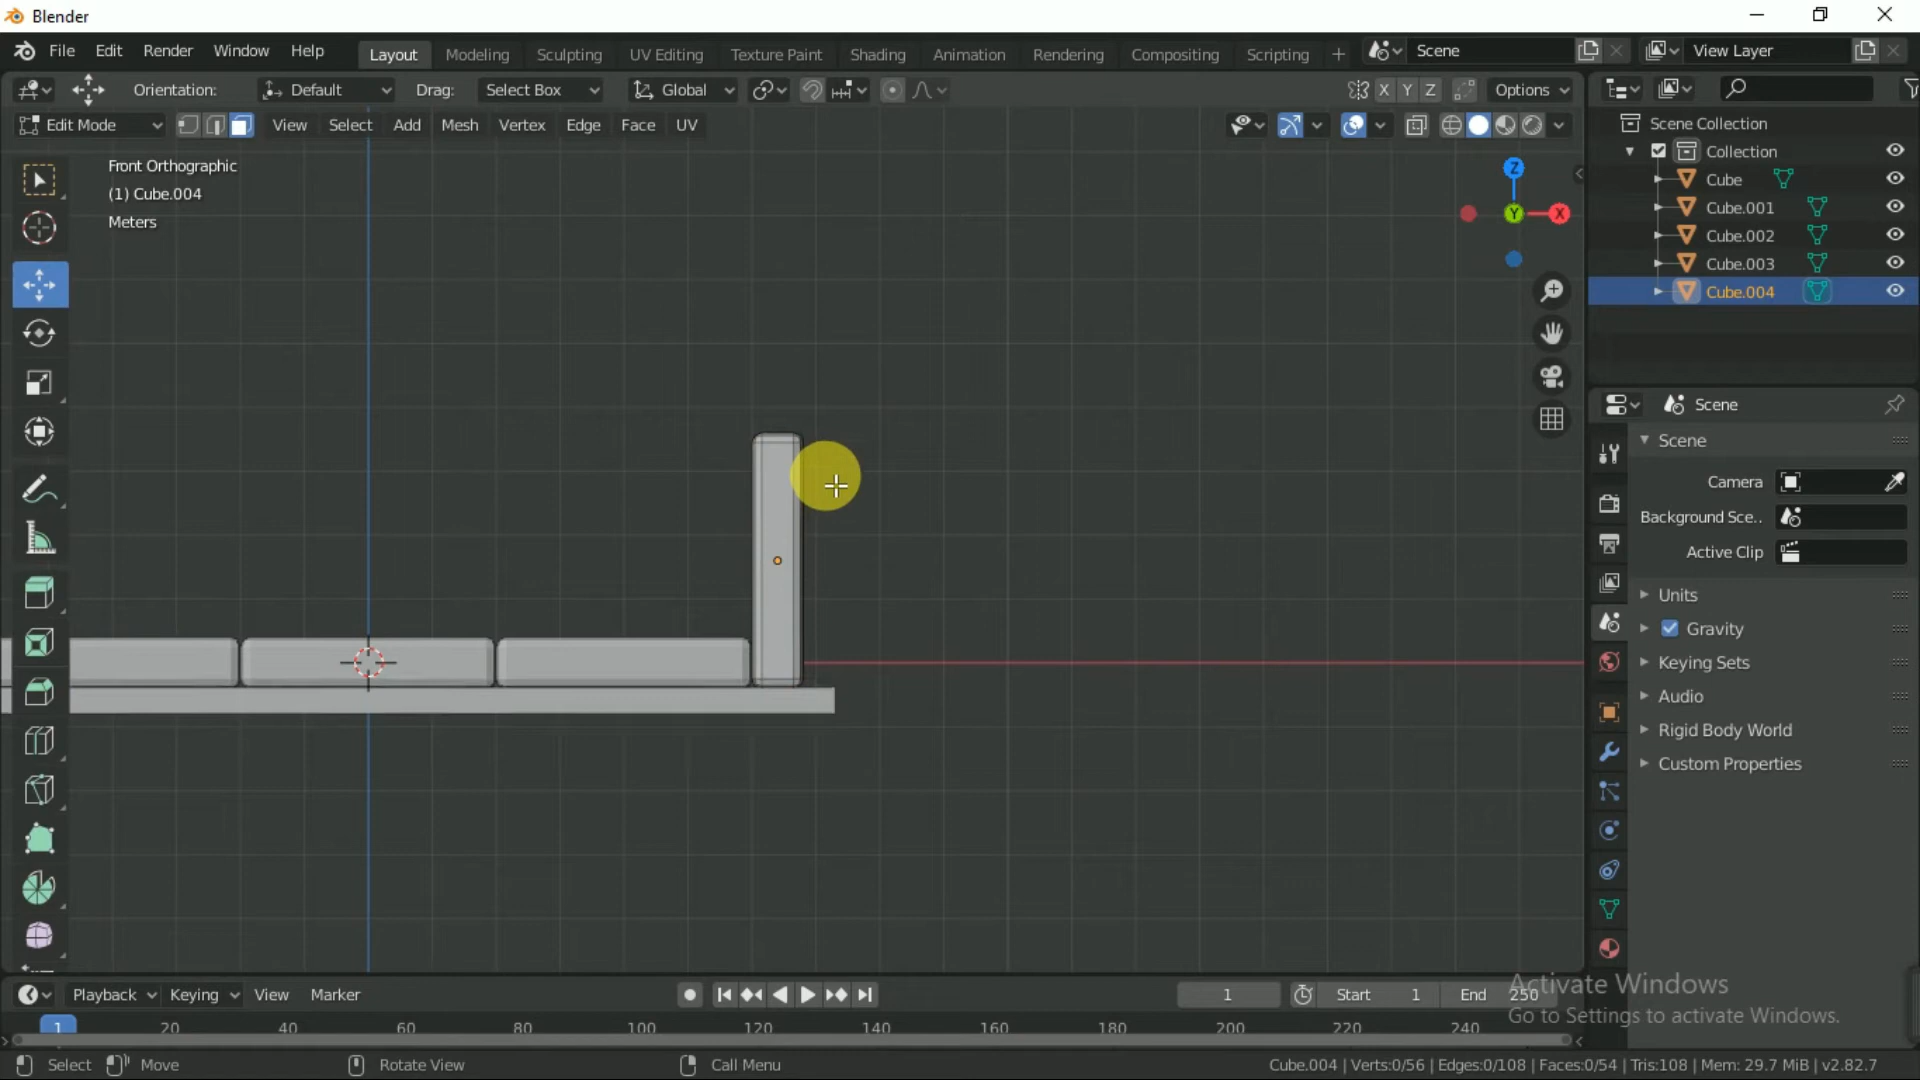 Blender
File Edit Render Window Help Layout Modeling Sculpting UV Editing Texture Paint Shading Animation Rendering Compositing Scripting + Scene View Layer
Orientation: Default Drag: Select Box Global X Y Z Options
Edit Mode View Select Add Mesh Vertex Edge Face UV
Front Orthographic
(1) Cube.004
Meters
Z
Y
X
Scene Collection
Collection
Cube
Cube.001
Cube.002
Cube.003
Cube.004
Scene
Scene
Camera
Background Sce..
Active Clip
Units
Gravity
Keying Sets
Audio
Rigid Body World
Custom Properties
Activate Windows
Go to Settings to activate Windows.
Playback Keying View Marker 1 Start 1 End 250
1 20 40 60 80 100 120 140 160 180 200 220 240
Select Move Rotate View Call Menu Cube.004 | Verts:0/56 | Edges:0/108 | Faces:0/54 | Tris:108 | Mem: 29.7 MiB | v2.82.7